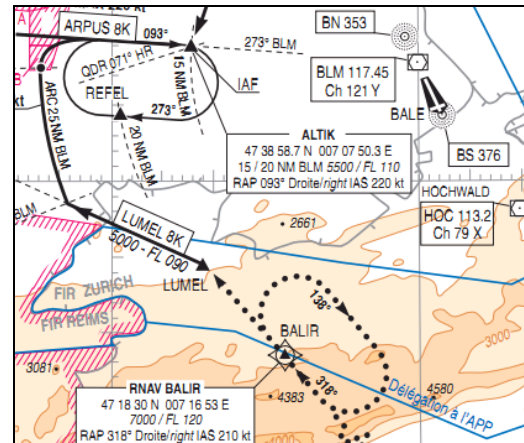 220 kt
A
ARPUS 8K
093°
B
kt
QDR 071° HR
15 NM BLM
273° BLM
IAF
REFEL
273°
ARC 25 NM BLM
20 NM BLM
BN 353
BLM 117.45
Ch 121 Y
BALE
BS 376
ALTIK
47 38 58.7 N 007 07 50.3 E
15 / 20 NM BLM 5500 / FL 110
RAP 093° Droite/right IAS 220 kt
HOCHWALD
HOC 113.2
Ch 79 X
BLM
LUMEL 8K
5000 - FL 090
2661
LUMEL
FIR ZURICH
FIR REIMS
138°
BALIR
318°
3000
3081
RNAV BALIR
47 18 30 N 007 16 53 E
7000 / FL 120
RAP 318° Droite/right IAS 210 kt
4383
4580
Délégation à l'APP